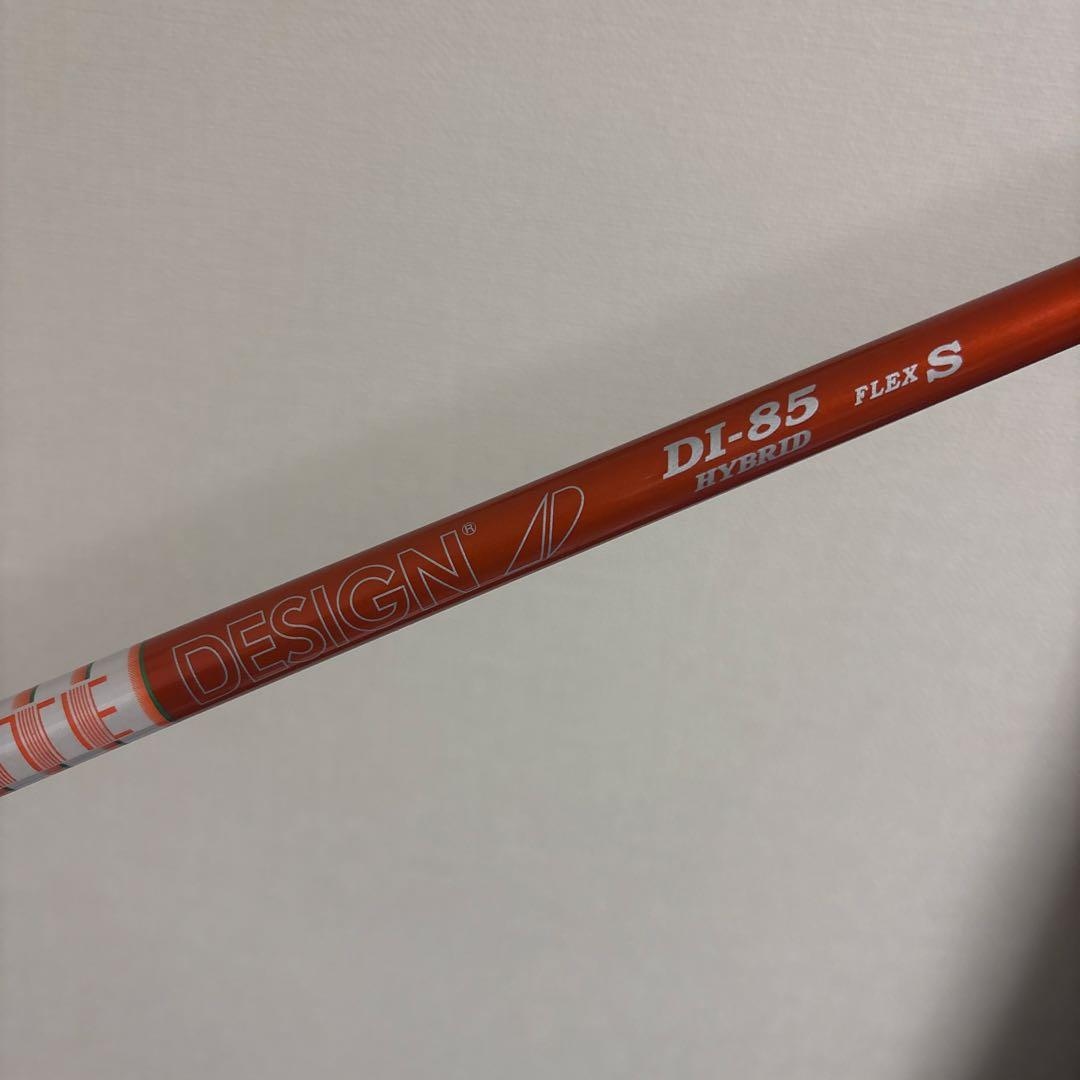 DESIGN®
DI-85
HYBRID
FLEX S